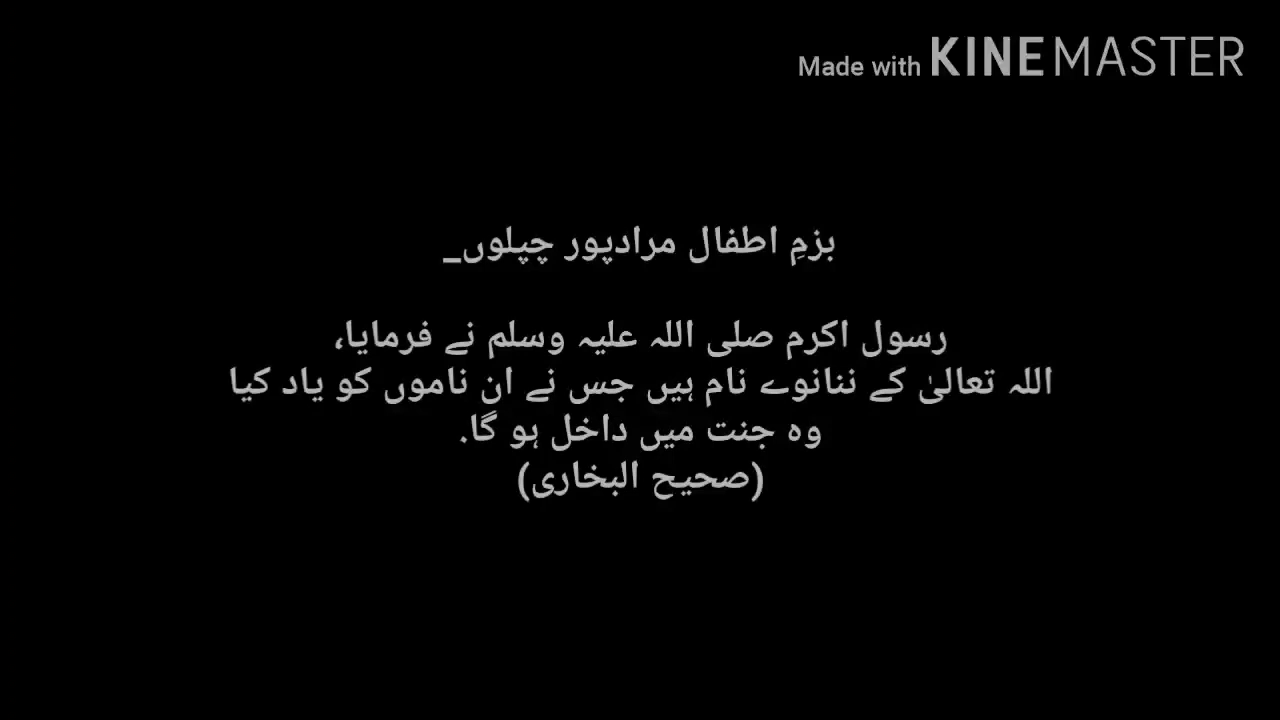 Made with KINEMASTER
بزمِ اطفال مرادپور چپلوں_
رسول اکرم صلی اللہ علیہ وسلم نے فرمایا،
اللہ تعالیٰ کے ننانوے نام ہیں جس نے ان ناموں کو یاد کیا
وہ جنت میں داخل ہو گا.
(صحیح البخاری)